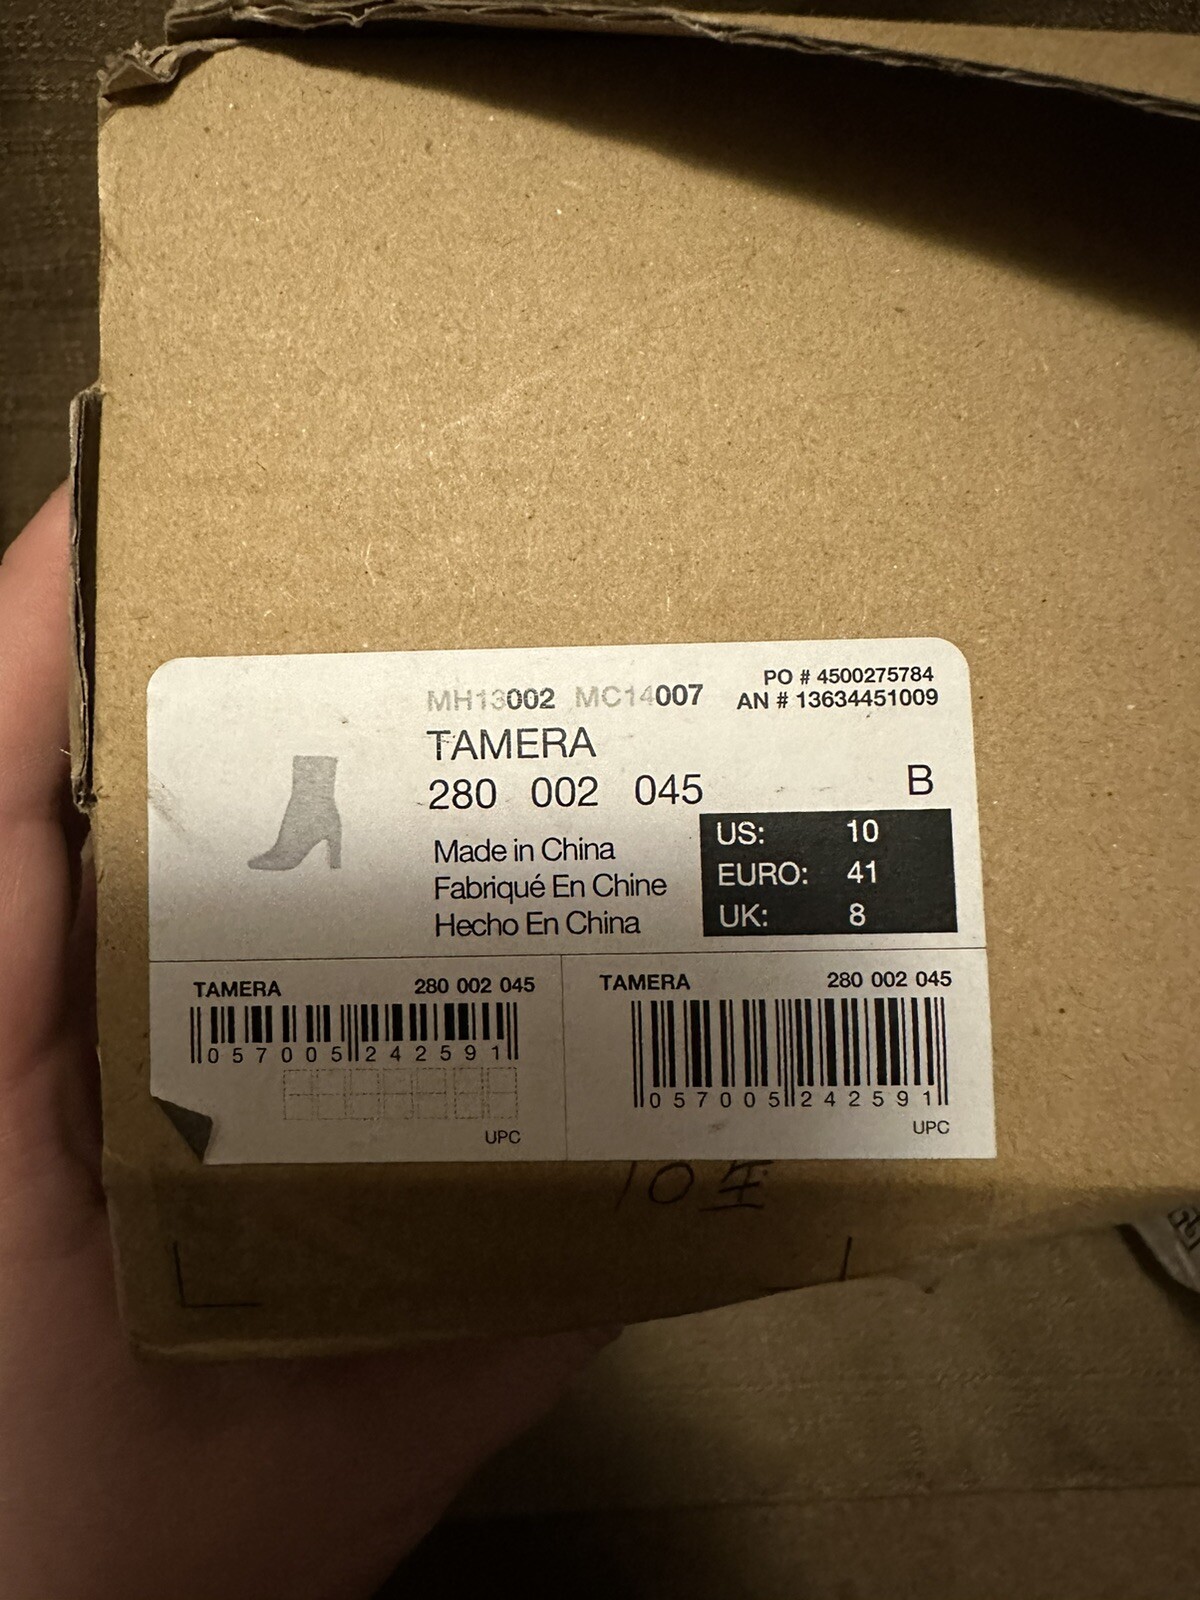 PO # 4500275784
MH13002 MC14007 AN # 13634451009
TAMERA
280 002 045 B
Made in China
Fabriqué En Chine
Hecho En China
US: 10
EURO: 41
UK: 8
TAMERA 280 002 045
0 57005 24259 1
UPC
TAMERA 280 002 045
0 57005 24259 1
UPC
10